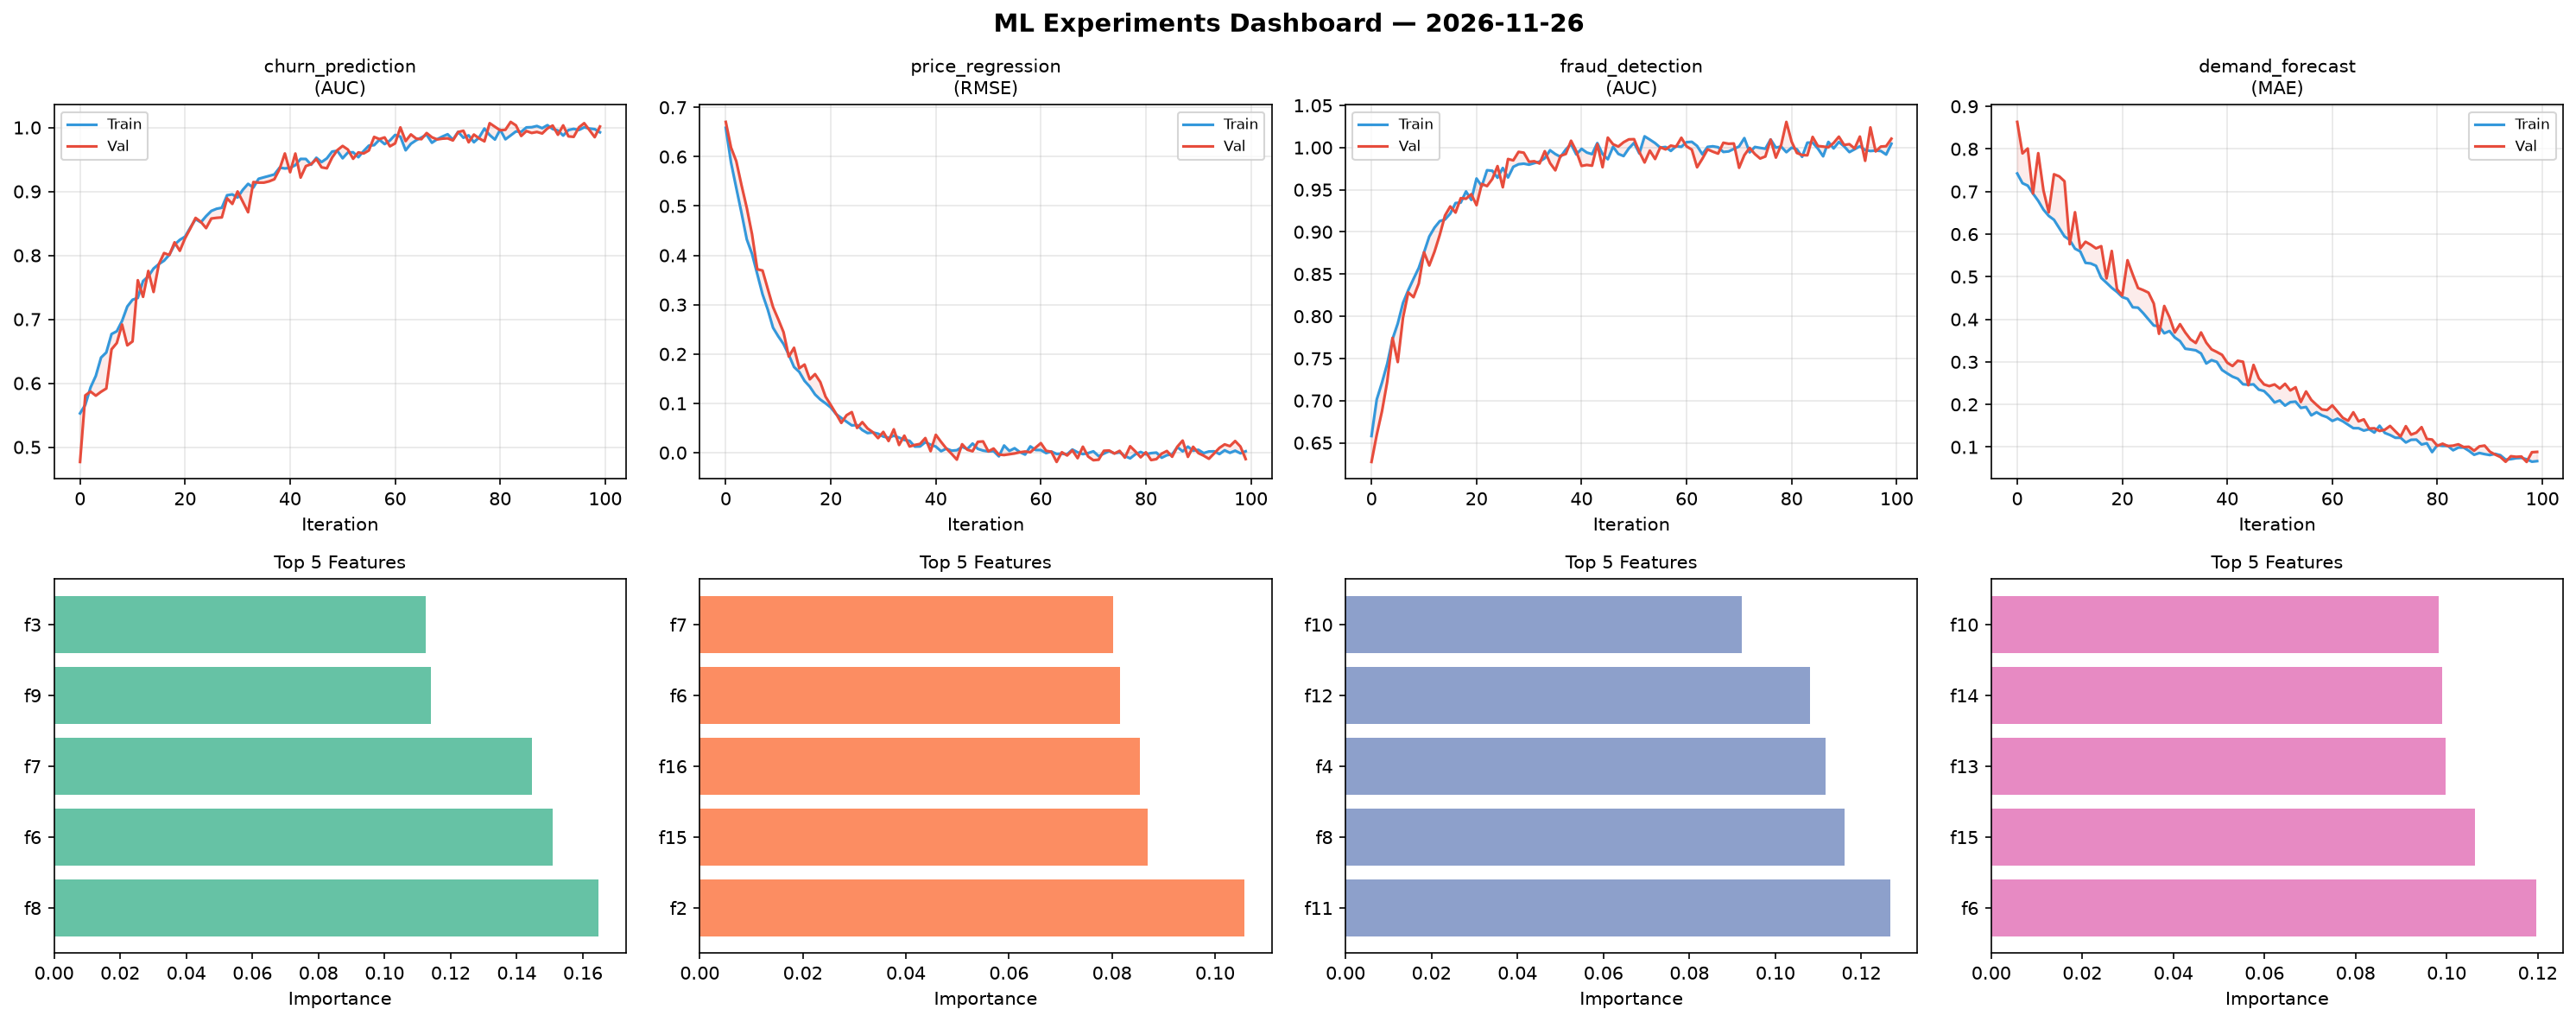 ML Experiments Dashboard — 2026-11-26
churn_prediction
(AUC)
Train
Val
1.0
0.9
0.8
0.7
0.6
0.5
0
20
40
60
80
100
Iteration
price_regression
(RMSE)
Train
Val
0.7
0.6
0.5
0.4
0.3
0.2
0.1
0.0
0
20
40
60
80
100
Iteration
fraud_detection
(AUC)
Train
Val
1.05
1.00
0.95
0.90
0.85
0.80
0.75
0.70
0.65
0
20
40
60
80
100
Iteration
demand_forecast
(MAE)
Train
Val
0.9
0.8
0.7
0.6
0.5
0.4
0.3
0.2
0.1
0
20
40
60
80
100
Iteration
Top 5 Features
f3
f9
f7
f6
f8
0.00
0.02
0.04
0.06
0.08
0.10
0.12
0.14
0.16
Importance
Top 5 Features
f7
f6
f16
f15
f2
0.00
0.02
0.04
0.06
0.08
0.10
Importance
Top 5 Features
f10
f12
f4
f8
f11
0.00
0.02
0.04
0.06
0.08
0.10
0.12
Importance
Top 5 Features
f10
f14
f13
f15
f6
0.00
0.02
0.04
0.06
0.08
0.10
0.12
Importance